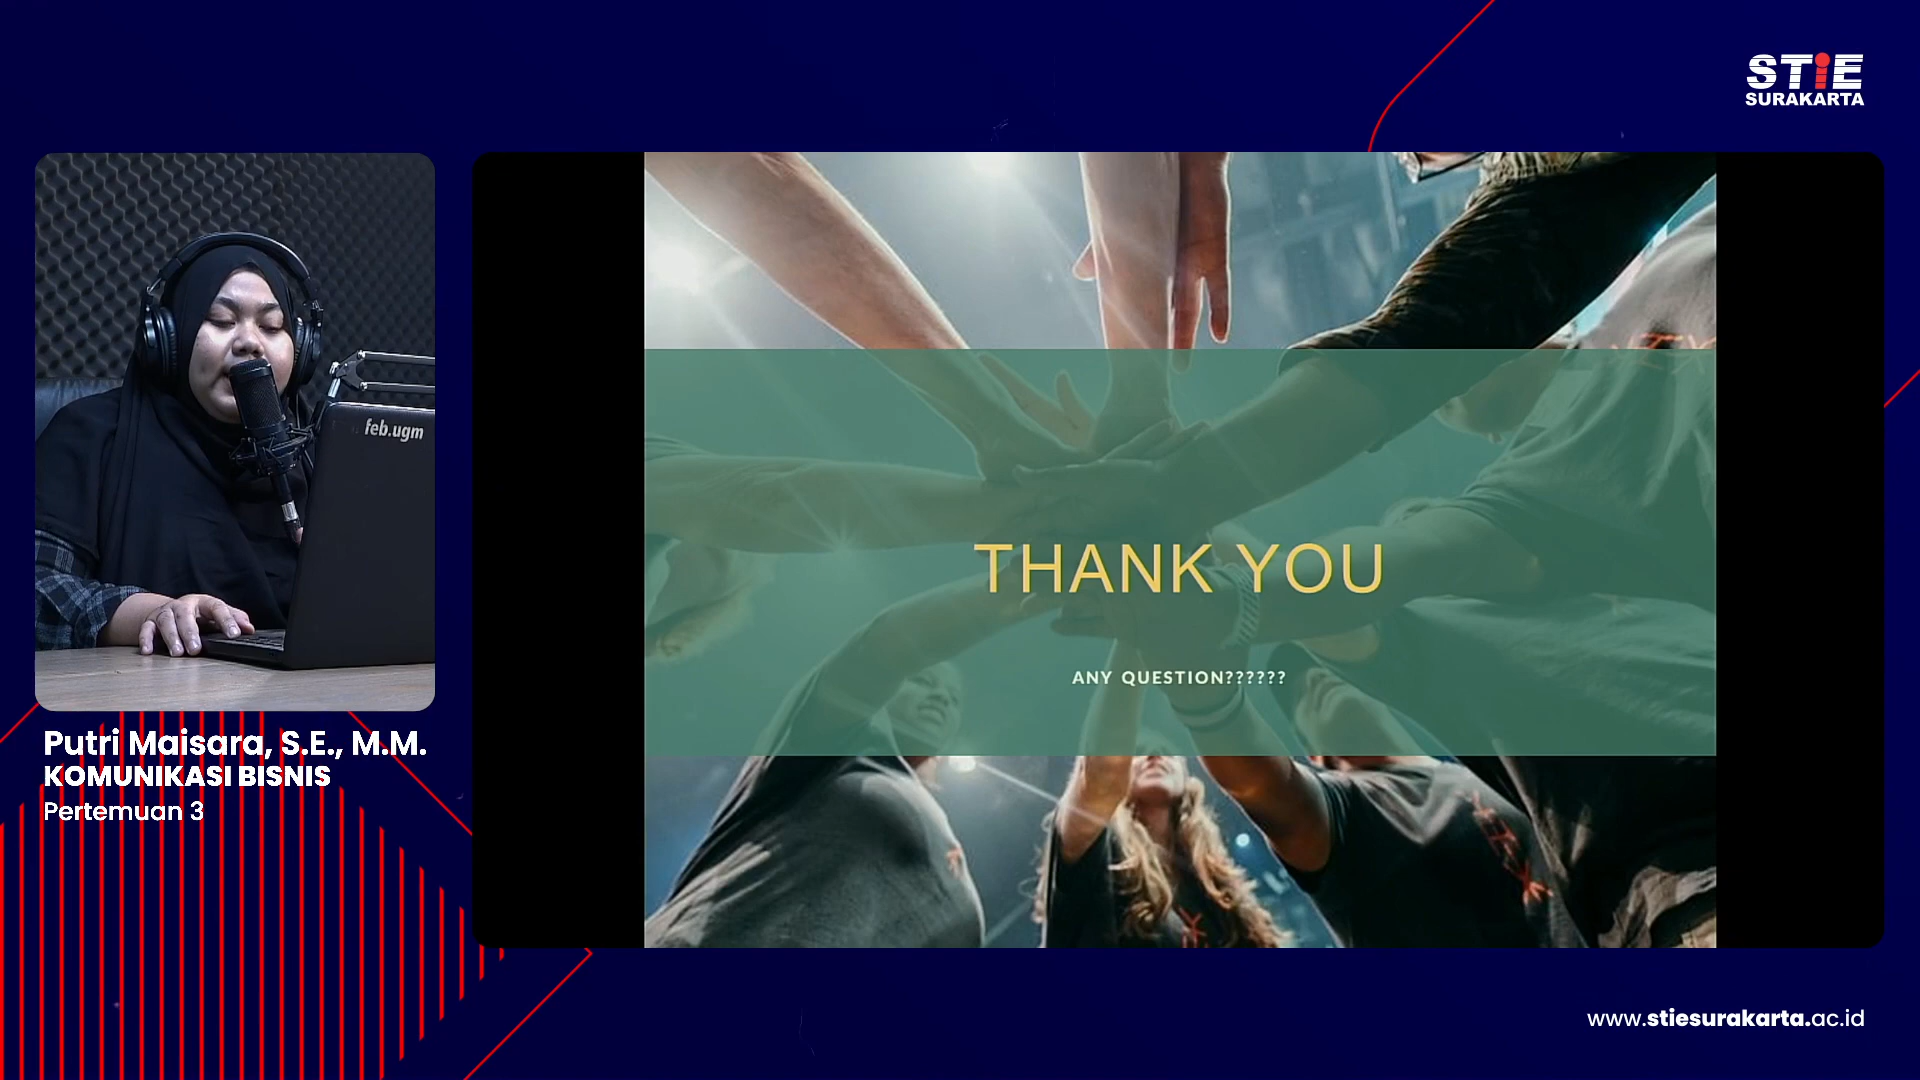 STiE
SURAKARTA
feb.ugm
THANK YOU
ANY QUESTION??????
Putri Maisara, S.E., M.M.
KOMUNIKASI BISNIS
Pertemuan 3
www.stiesurakarta.ac.id